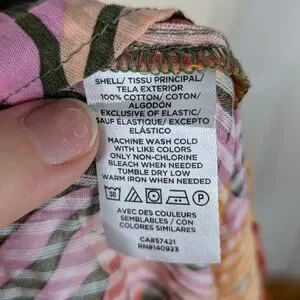 SHELL/ TISSU PRINCIPAL/
TELA EXTERIOR
100% COTTON/ COTON/
ALGODÓN
EXCLUSIVE OF ELASTIC/
SAUF ÉLASTIQUE/ EXCEPTO
ELÁSTICO
MACHINE WASH COLD
WITH LIKE COLORS
ONLY NON-CHLORINE
BLEACH WHEN NEEDED
TUMBLE DRY LOW
WARM IRON WHEN NEEDED
30 P
AVEC DES COULEURS
SEMBLABLES / CON
COLORES SIMILARES
CA#57421
RN#140923